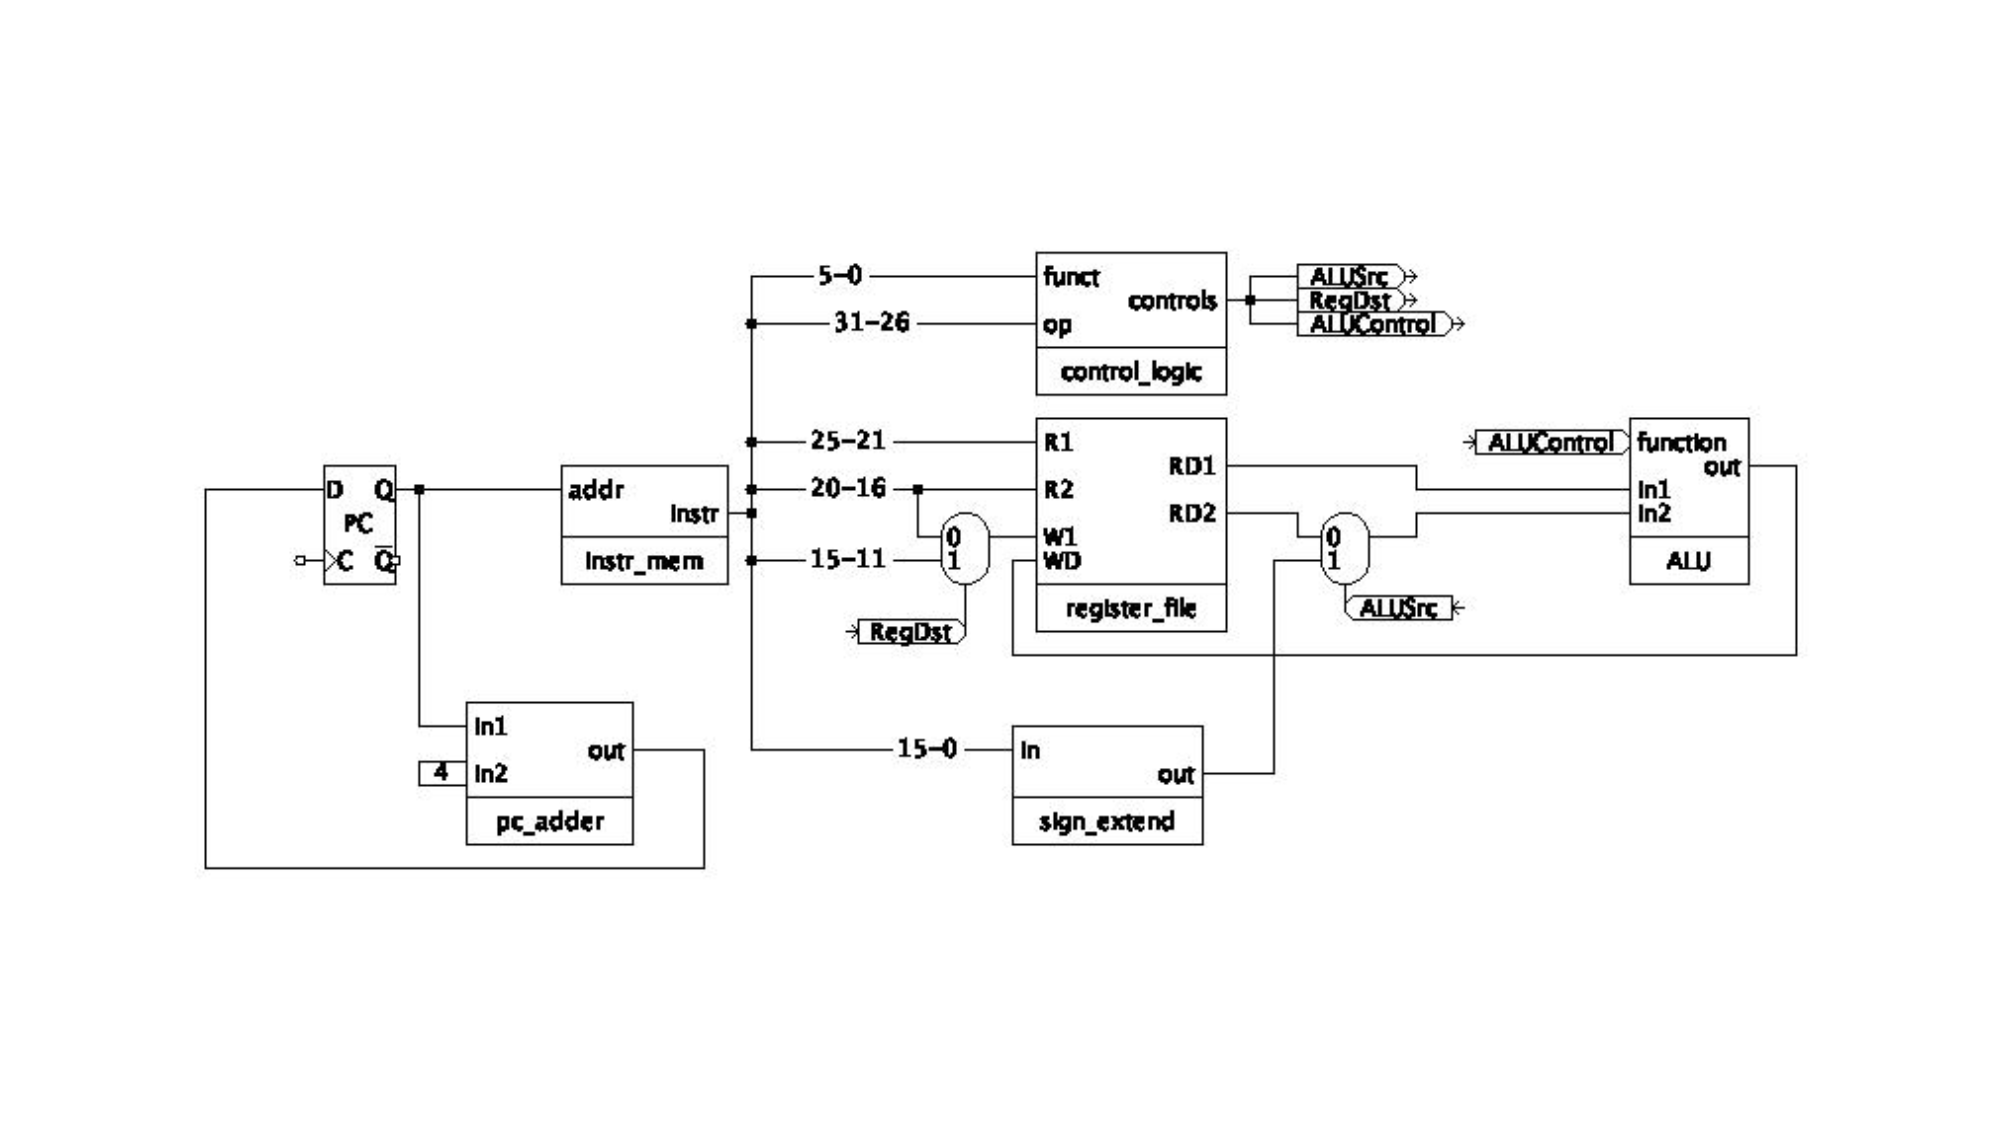 5-0
funct
controls
ALUSrc
RegDst
ALUControl
31-26
op
control_logic
25-21
R1
RD1
ALUControl
function
out
D Q
PC
C Q
addr
instr
instr_mem
20-16
R2
RD2
In1
In2
ALU
0
1
W1
WD
15-11
register_file
0
1
ALUSrc
RegDst
In1
In2
4
out
pc_adder
15-0
In
out
sign_extend